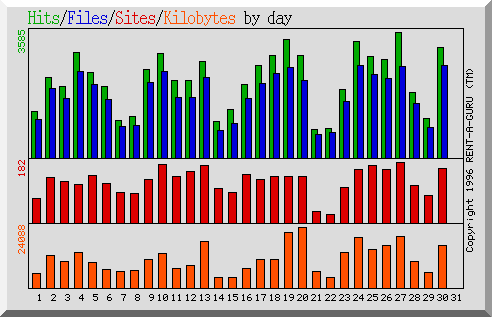 Hits/Files/Sites/Kilobytes by day
3585
182
24088
Copyright 1996 RENT-A-GURU (TM)
1 2 3 4 5 6 7 8 9 10 11 12 13 14 15 16 17 18 19 20 21 22 23 24 25 26 27 28 29 30 31